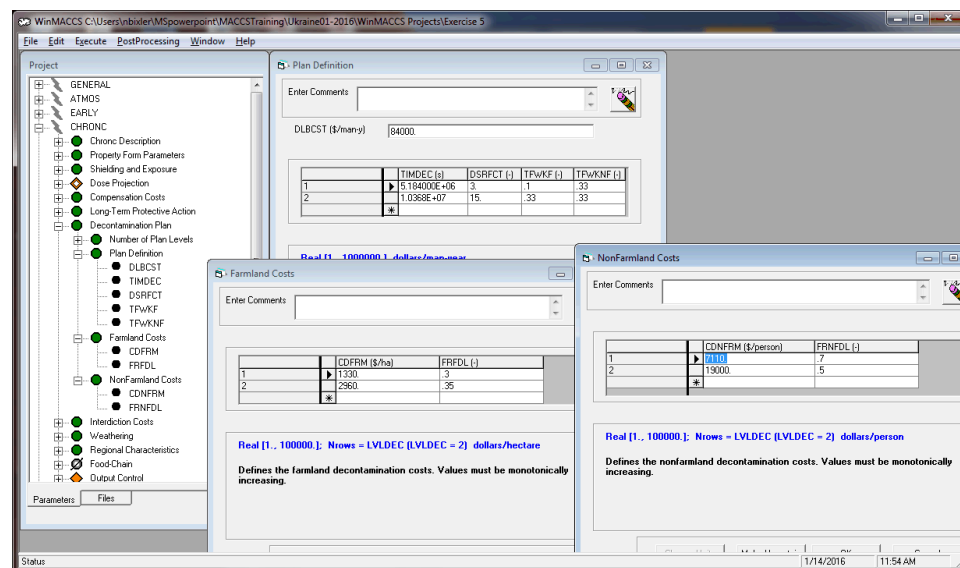 WinMACCS C:\Users\nbixler\MSpowerpoint\MACCSTraining\Ukraine01-2016\WinMACCS Projects\Exercise 5
File Edit Execute PostProcessing Window Help
Project
GENERAL
ATMOS
EARLY
CHRONC
Chronc Description
Property Form Parameters
Shielding and Exposure
Dose Projection
Compensation Costs
Long-Term Protective Action
Decontamination Plan
Number of Plan Levels
Plan Definition
DLBCST
TIMDEC
DSRFCT
TFWKF
TFWKNF
Farmland Costs
CDFRM
FRFDL
NonFarmland Costs
CDNFRM
FRNFDL
Interdiction Costs
Weathering
Regional Characteristics
Food-Chain
Output Control
Parameters Files
Plan Definition
Enter Comments
DLBCST ($/man-y) 84000.
TIMDEC (s) DSRFCT (-) TFWKF (-) TFWKNF (-)
1 5.184000E+06 3. .1 .33
2 1.0368E+07 15. .33 .33
Real [1., 1000000.] dollars/man-year
Farmland Costs
Enter Comments
CDFRM ($/ha) FRFDL (-)
1 1330. .3
2 2960. .35
Real [1., 100000.]; Nrows = LVLDEC (LVLDEC = 2) dollars/hectare
Defines the farmland decontamination costs. Values must be monotonically
increasing.
NonFarmland Costs
Enter Comments
CDNFRM ($/person) FRNFDL (-)
1 7110. .7
2 19000. .5
Real [1., 100000.]; Nrows = LVLDEC (LVLDEC = 2) dollars/person
Defines the nonfarmland decontamination costs. Values must be monotonically
increasing.
Status 1/14/2016 11:54 AM